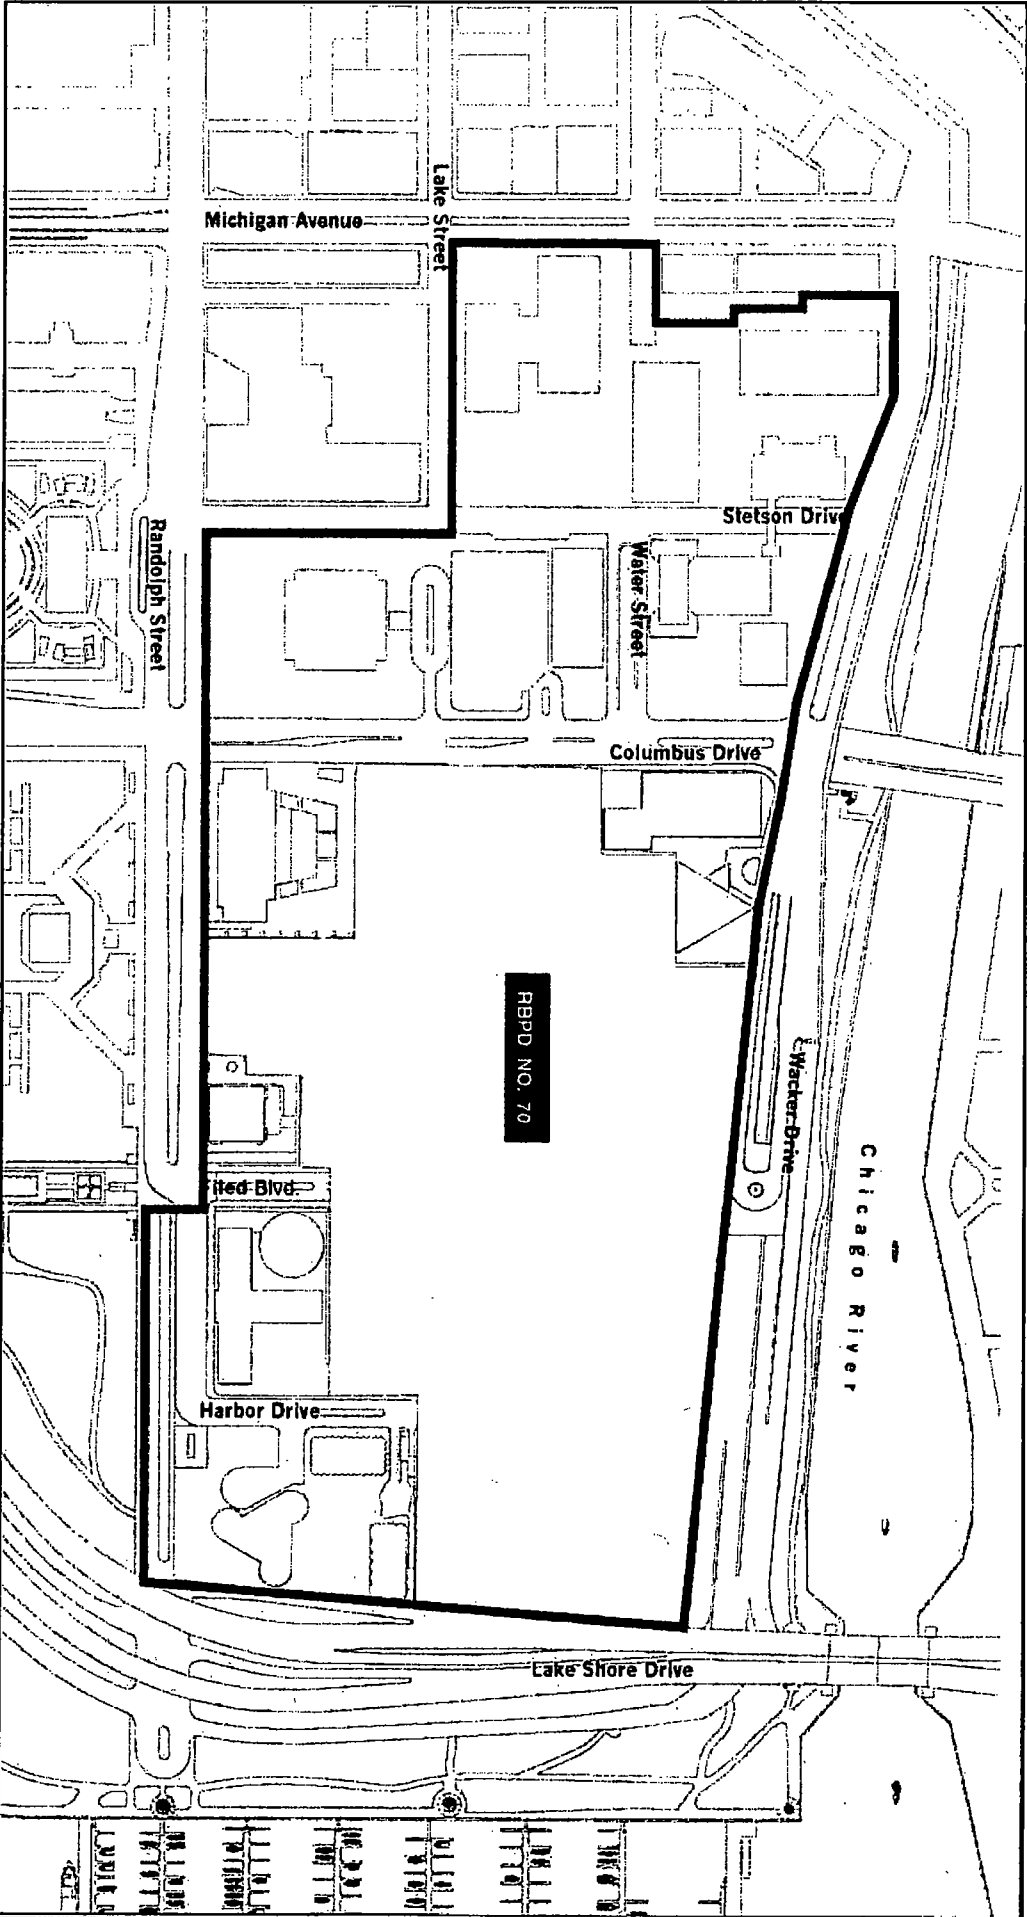 Lake Street
Michigan Avenue
Stetson Drive
Randolph Street
Water Street
Columbus Drive
RBPD NO. 70
Wacker Drive
Chicago River
Blvd.
Harbor Drive
Lake Shore Drive